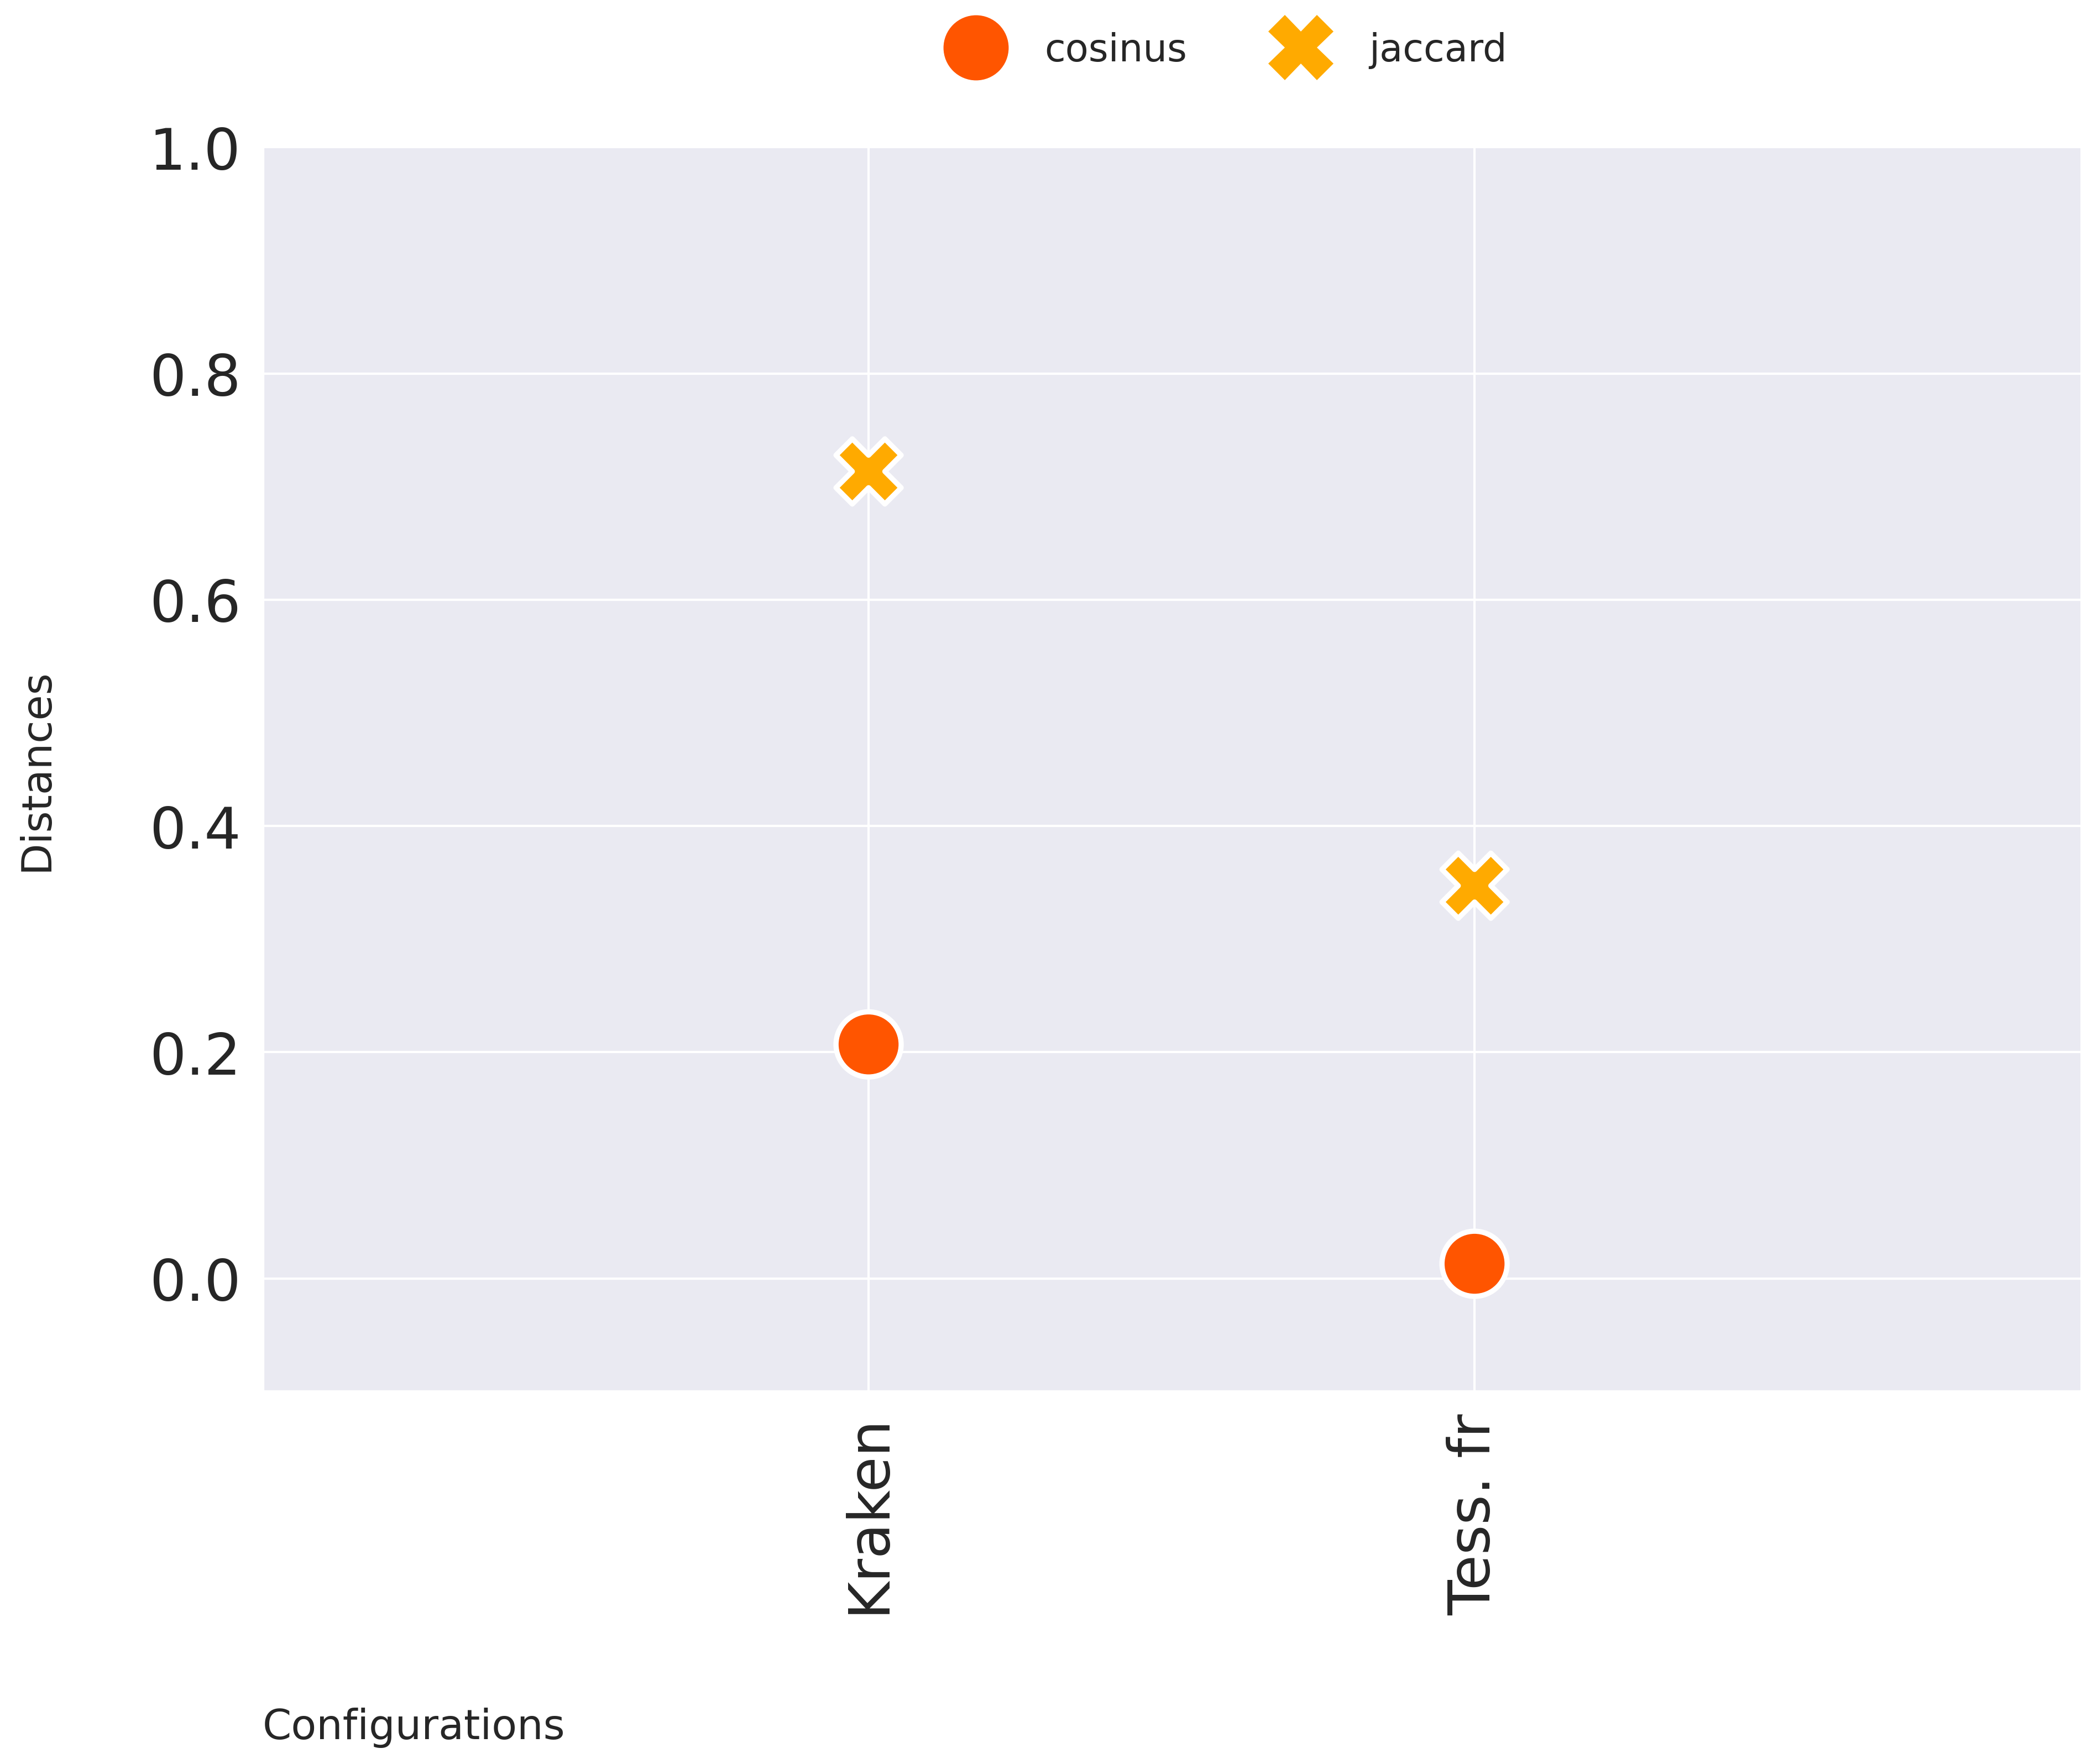 cosinus jaccard
1.0
0.8
0.6
0.4
0.2
0.0
Distances
Kraken
Tess. fr
Configurations